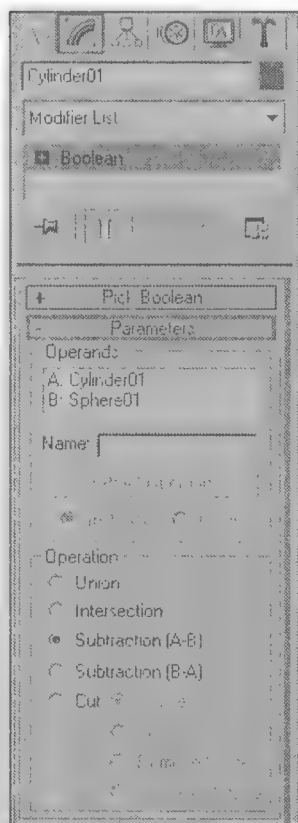 Cylinder01
Modifier List
Boolean
+ Pick Boolean
- Parameters
Operands
A: Cylinder01
B: Sphere01
Name:
Operation
Union
Intersection
Subtraction (A-B)
Subtraction (B-A)
Cut